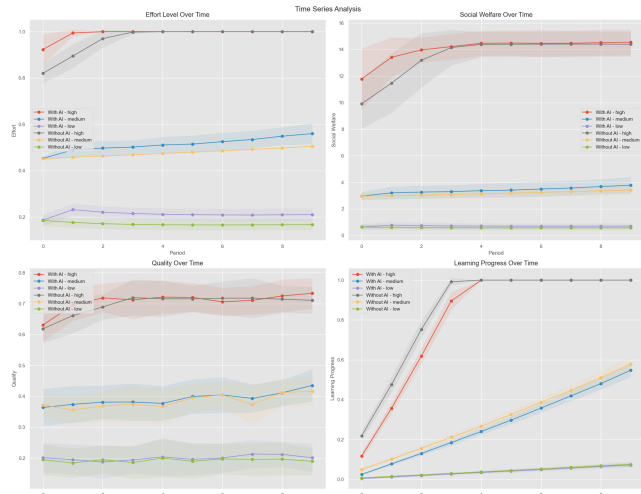 Time Series Analysis
Effort Level Over Time
1.0
0.8
0.6
0.4
0.2
Effort
With AI - high
With AI - medium
With AI - low
Without AI - high
Without AI - medium
Without AI - low
0 2 4 6 8
Period
Social Welfare Over Time
16
14
12
10
8
6
4
2
0
Social Welfare
With AI - high
With AI - medium
With AI - low
Without AI - high
Without AI - medium
Without AI - low
0 2 4 6 8
Period
Quality Over Time
0.8
0.7
0.6
0.5
0.4
0.3
0.2
Quality
With AI - high
With AI - medium
With AI - low
Without AI - high
Without AI - medium
Without AI - low
Learning Progress Over Time
1.0
0.8
0.6
0.4
0.2
0.0
Learning Progress
With AI - high
With AI - medium
With AI - low
Without AI - high
Without AI - medium
Without AI - low